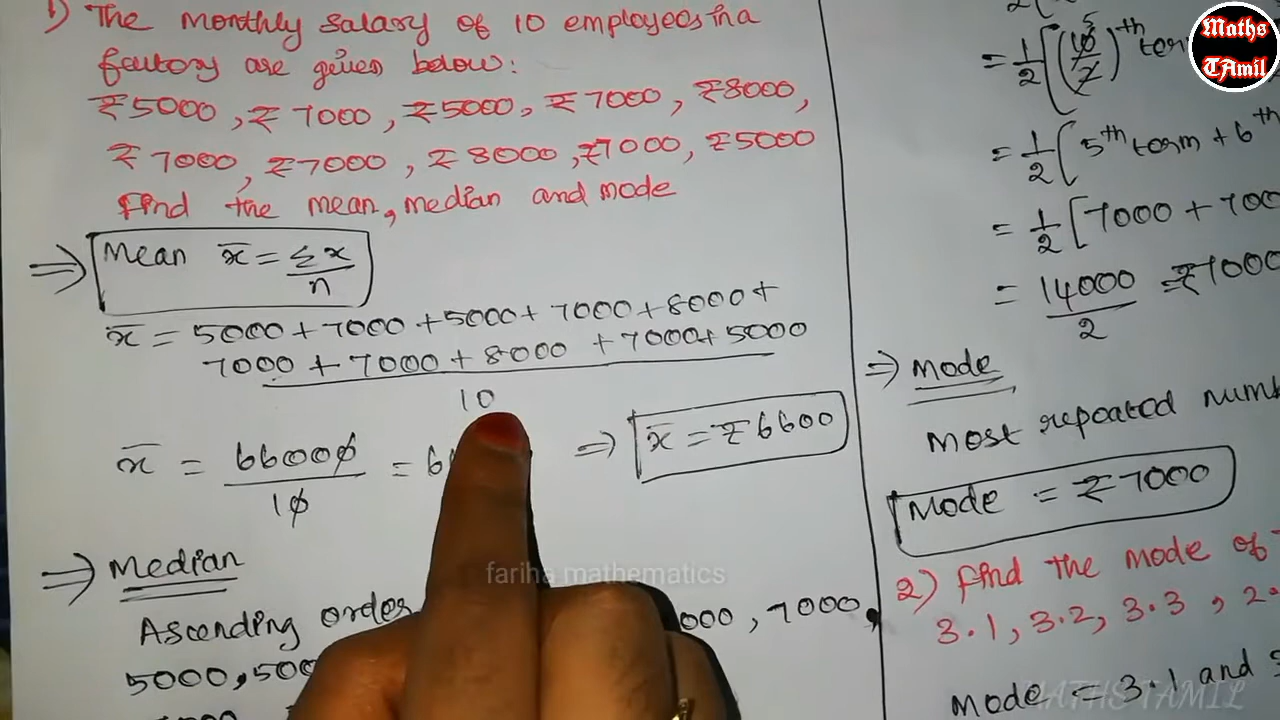 1) The monthly salary of 10 employees in a
factory are given below:
₹5000, ₹7000, ₹5000, ₹7000, ₹8000,
₹7000, ₹7000, ₹8000, ₹7000, ₹5000
Find the mean, median and mode
⇒ Mean x̄ = Σx/n
x̄ = 5000+7000+5000+7000+8000+
7000+7000+8000+7000+5000
10
x̄ = 66000/10 = 6
⇒ x̄ = ₹6600
⇒ Median
Ascending order
000, 7000,
5000, 500
= 1/2 [(10/2)th
5
= 1/2 (5th term + 6th
= 1/2 [7000 + 700
= 14000/2 = ₹7000
⇒ Mode
Most repeated
Mode = ₹7000
2) Find the mode of
3.1, 3.2, 3.3, 2.
mode = 3.1 and
Maths
TAmil
fariha mathematics
MATHS TAMIL